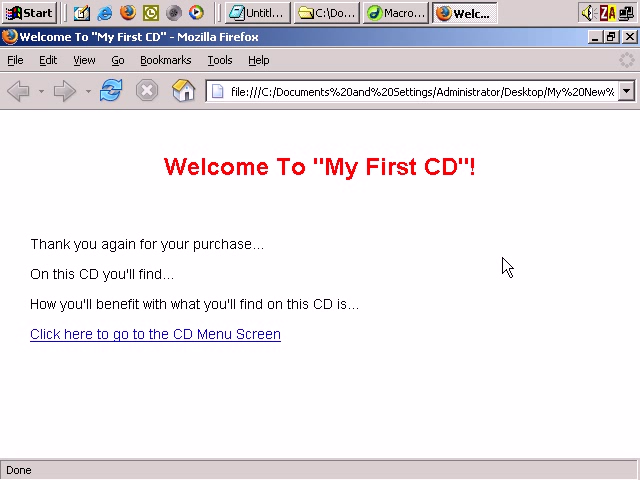 Start Untitl... C:\Do... Macro... Welc...
Welcome To "My First CD" - Mozilla Firefox
File Edit View Go Bookmarks Tools Help
file:///C:/Documents%20and%20Settings/Administrator/Desktop/My%20New%
Welcome To "My First CD"!
Thank you again for your purchase...
On this CD you'll find...
How you'll benefit with what you'll find on this CD is...
Click here to go to the CD Menu Screen
Done